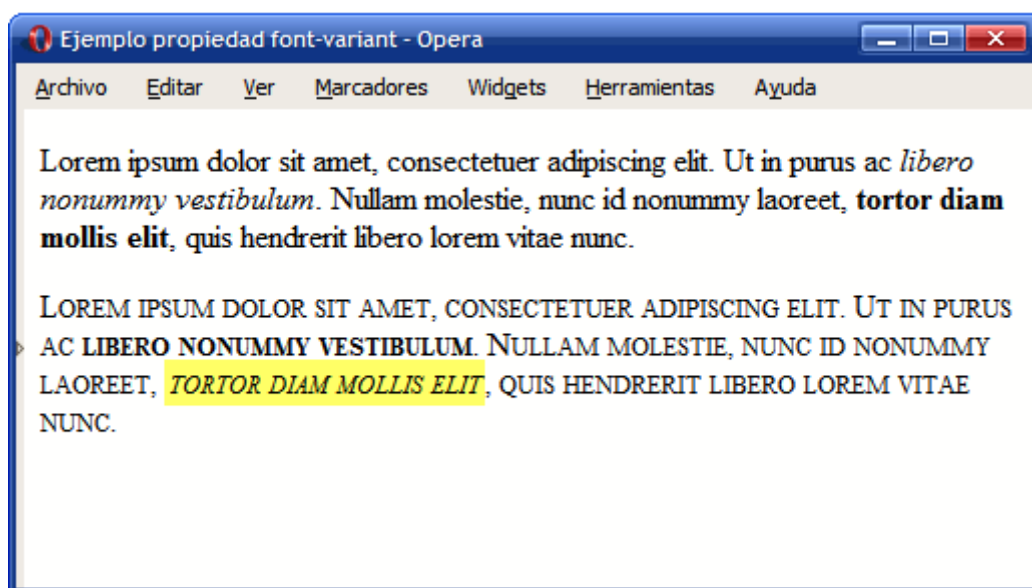 Ejemplo propiedad font-variant - Opera
Archivo Editar Ver Marcadores Widgets Herramientas Ayuda
Lorem ipsum dolor sit amet, consectetuer adipiscing elit. Ut in purus ac libero
nonummy vestibulum. Nullam molestie, nunc id nonummy laoreet, tortor diam
mollis elit, quis hendrerit libero lorem vitae nunc.
Lorem ipsum dolor sit amet, consectetuer adipiscing elit. Ut in purus
ac libero nonummy vestibulum. Nullam molestie, nunc id nonummy
laoreet, tortor diam mollis elit, quis hendrerit libero lorem vitae
nunc.